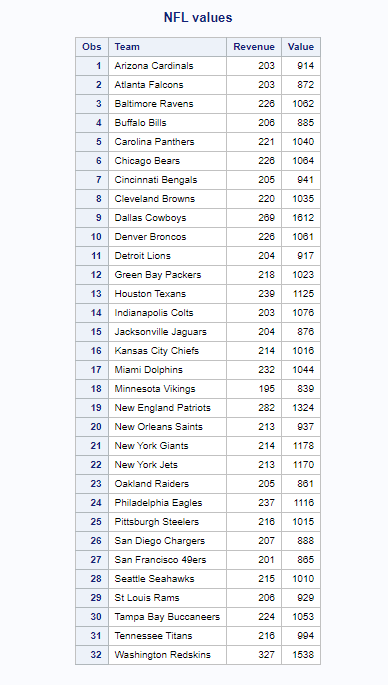 NFL values
Obs Team Revenue Value
1 Arizona Cardinals 203 914
2 Atlanta Falcons 203 872
3 Baltimore Ravens 226 1062
4 Buffalo Bills 206 885
5 Carolina Panthers 221 1040
6 Chicago Bears 226 1064
7 Cincinnati Bengals 205 941
8 Cleveland Browns 220 1035
9 Dallas Cowboys 269 1612
10 Denver Broncos 226 1061
11 Detroit Lions 204 917
12 Green Bay Packers 218 1023
13 Houston Texans 239 1125
14 Indianapolis Colts 203 1076
15 Jacksonville Jaguars 204 876
16 Kansas City Chiefs 214 1016
17 Miami Dolphins 232 1044
18 Minnesota Vikings 195 839
19 New England Patriots 282 1324
20 New Orleans Saints 213 937
21 New York Giants 214 1178
22 New York Jets 213 1170
23 Oakland Raiders 205 861
24 Philadelphia Eagles 237 1116
25 Pittsburgh Steelers 216 1015
26 San Diego Chargers 207 888
27 San Francisco 49ers 201 865
28 Seattle Seahawks 215 1010
29 St Louis Rams 206 929
30 Tampa Bay Buccaneers 224 1053
31 Tennessee Titans 216 994
32 Washington Redskins 327 1538